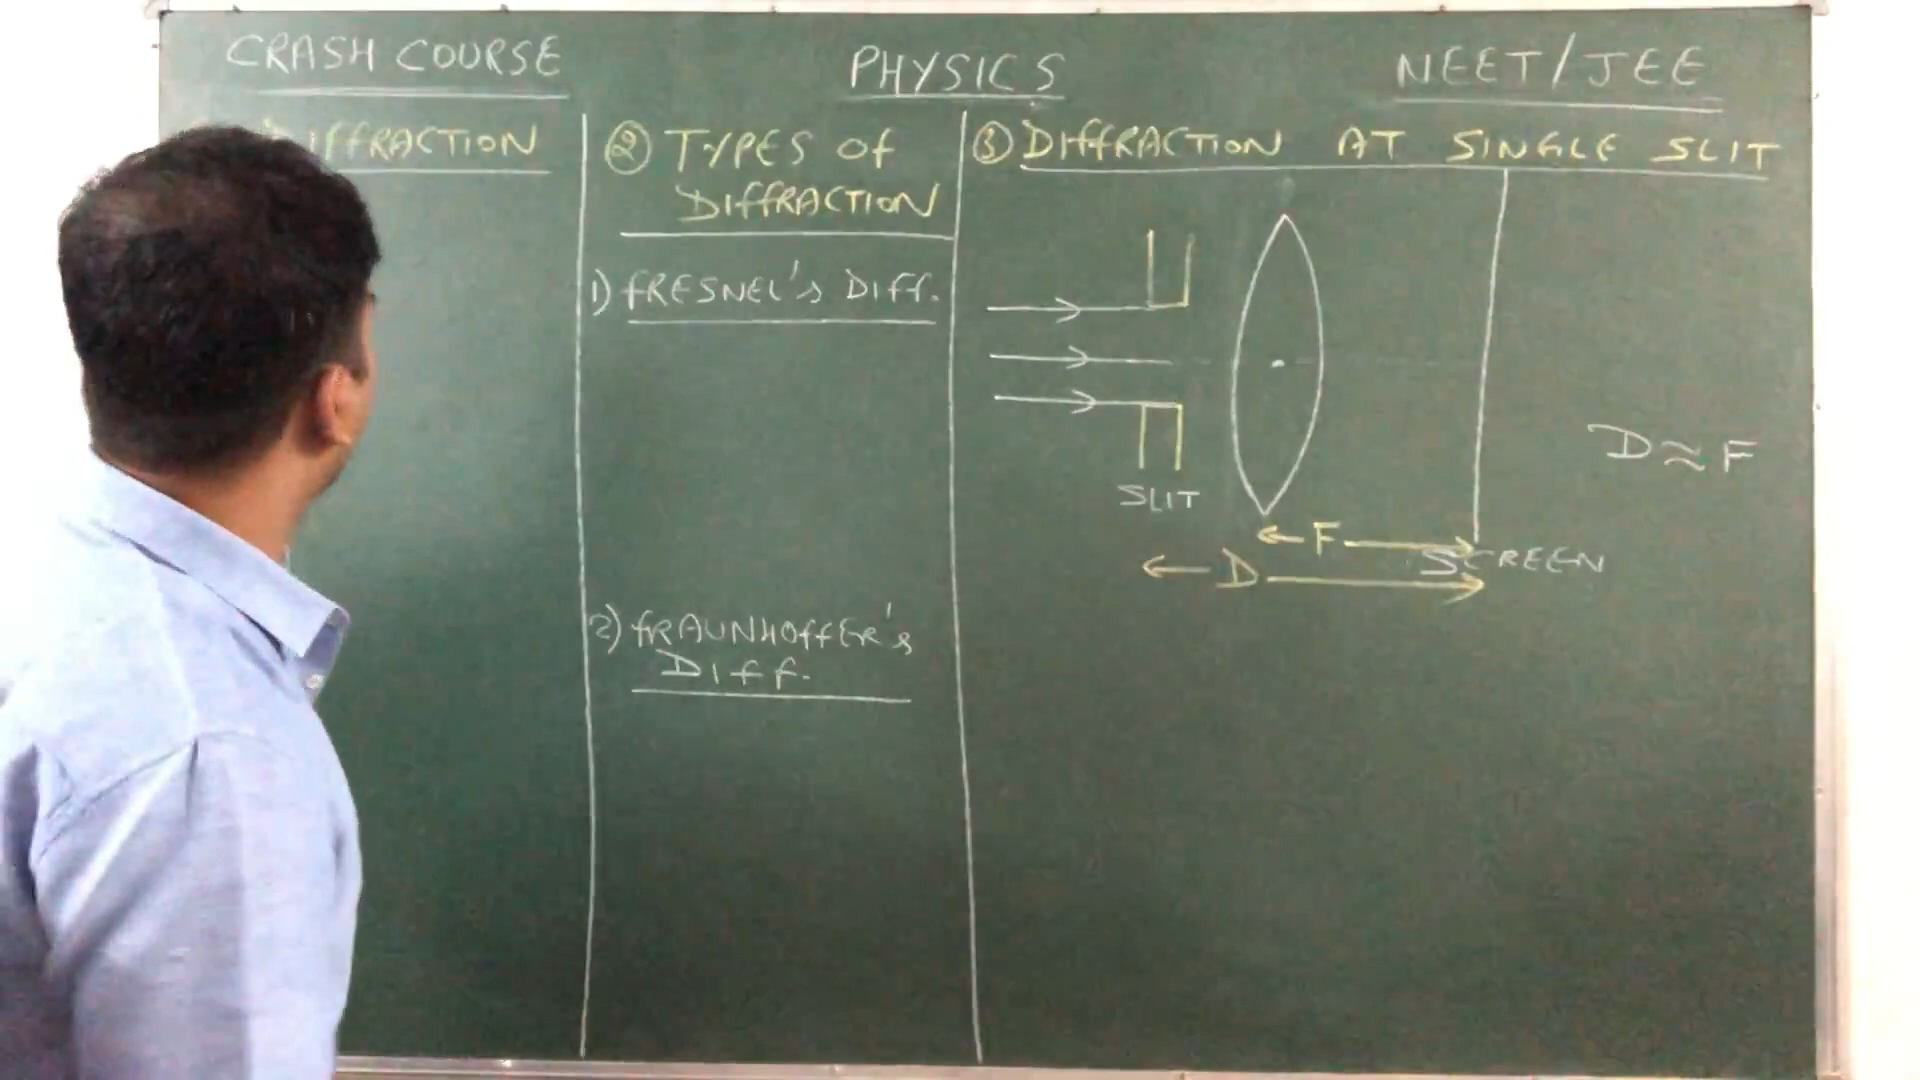 CRASH COURSE
PHYSICS
NEET/JEE
DIFFRACTION
② TYPES OF
DIFFRACTION
1) FRESNEL'S DIFF.
2) FRAUNHOFFER'S
DIFF.
③ DIFFRACTION AT SINGLE SLIT
SLIT
F
D
SCREEN
D ≈ F